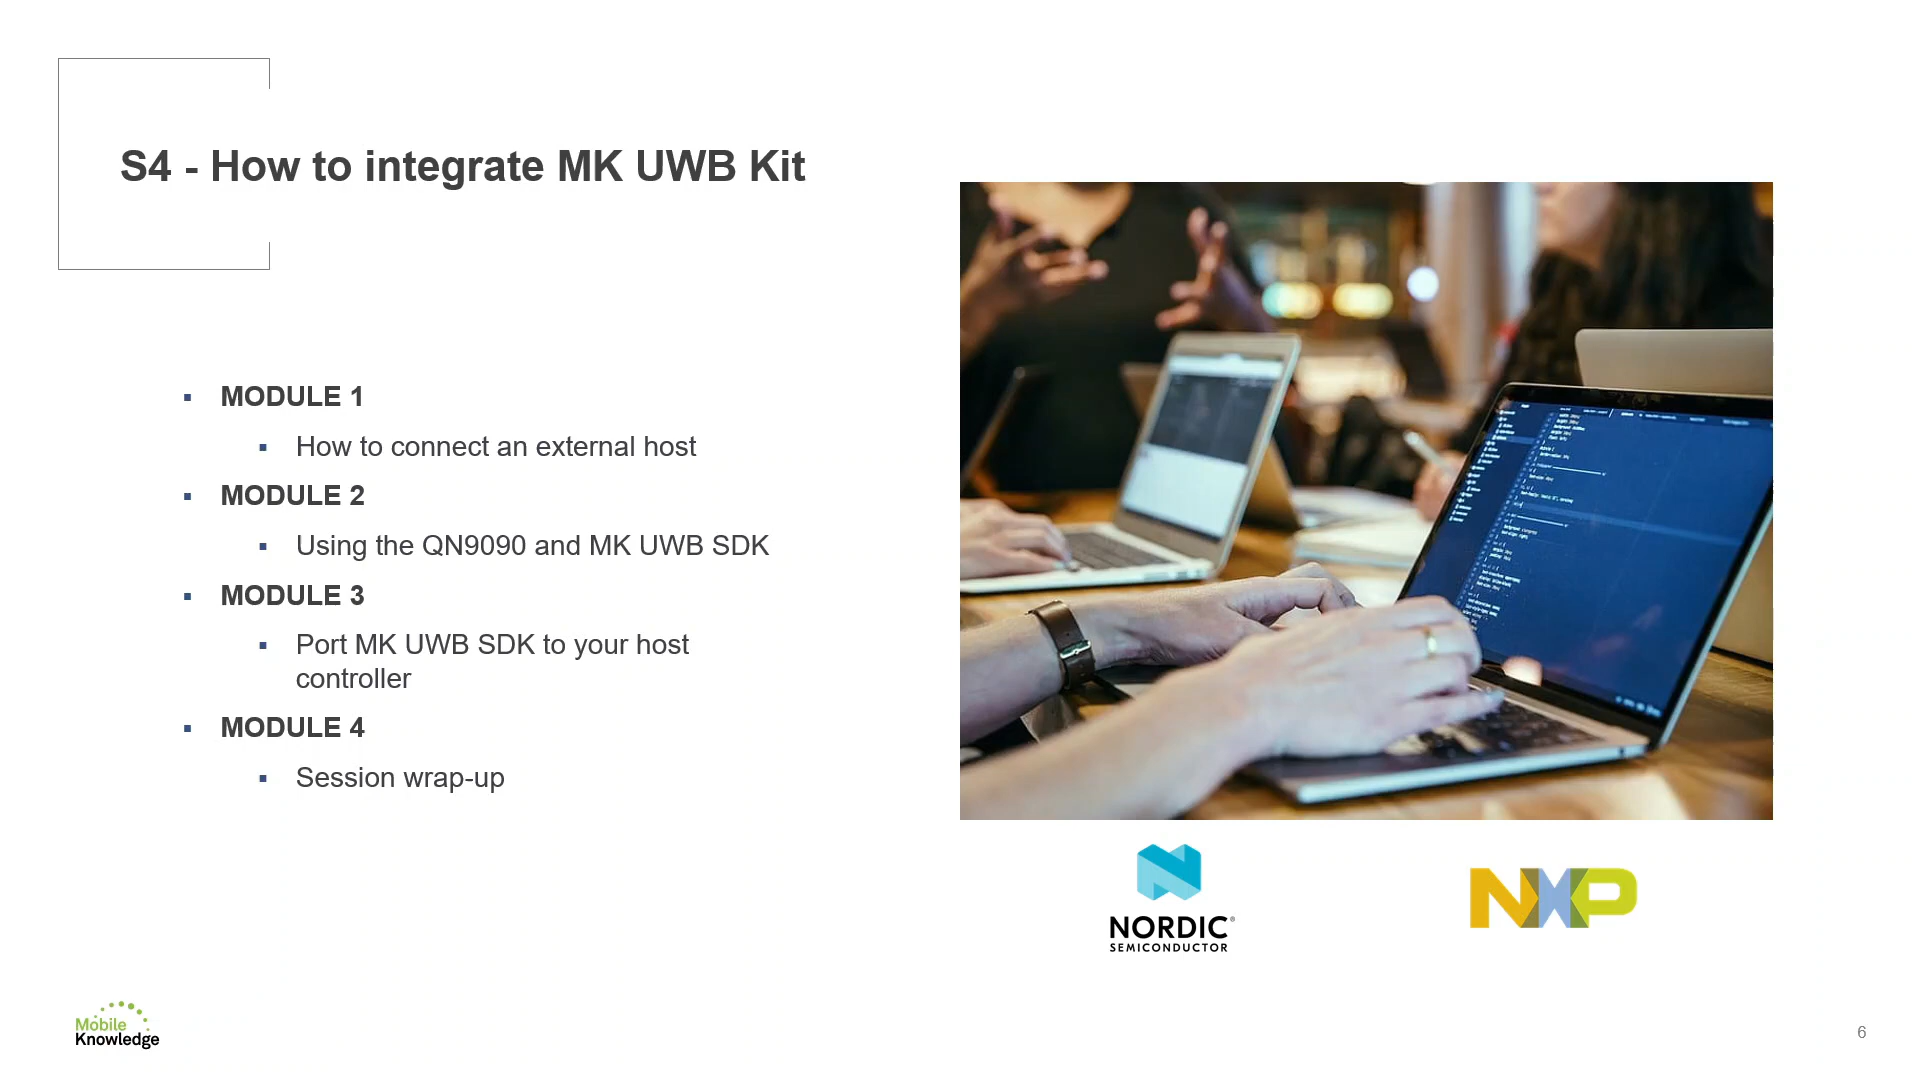 S4 - How to integrate MK UWB Kit
▪ MODULE 1
▪ How to connect an external host
▪ MODULE 2
▪ Using the QN9090 and MK UWB SDK
▪ MODULE 3
▪ Port MK UWB SDK to your host
controller
▪ MODULE 4
▪ Session wrap-up
NORDIC®
SEMICONDUCTOR
NXP
Mobile
Knowledge
6